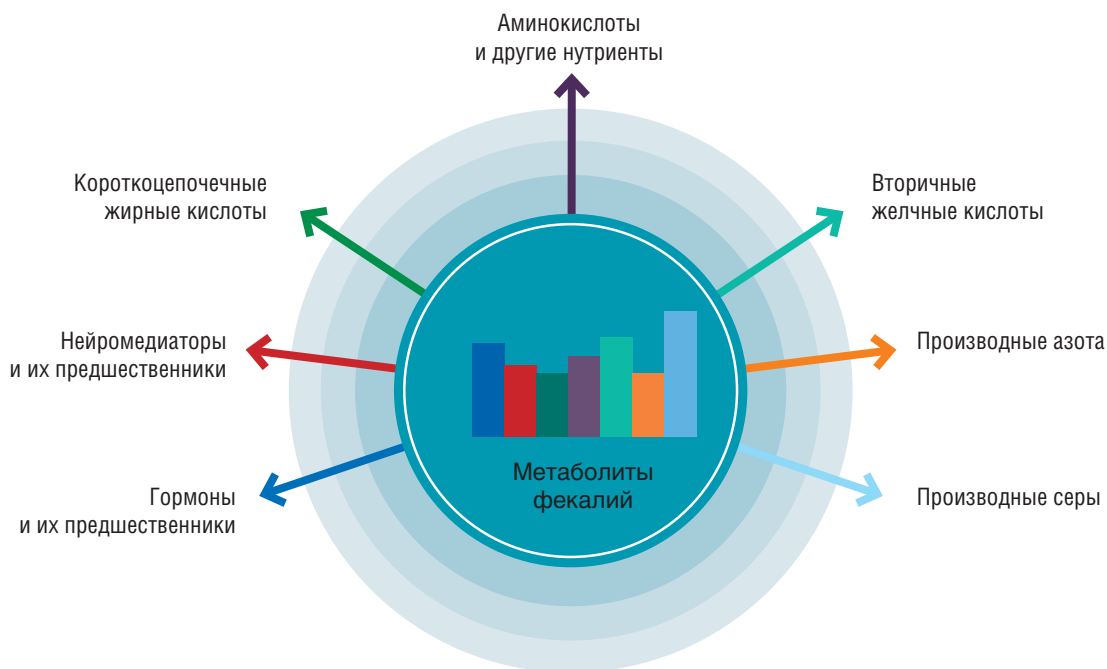 Аминокислоты
и другие нутриенты
Короткоцепочечные
жирные кислоты
Вторичные
желчные кислоты
Нейромедиаторы
и их предшественники
Производные азота
Гормоны
и их предшественники
Производные серы
Метаболиты
фекалий